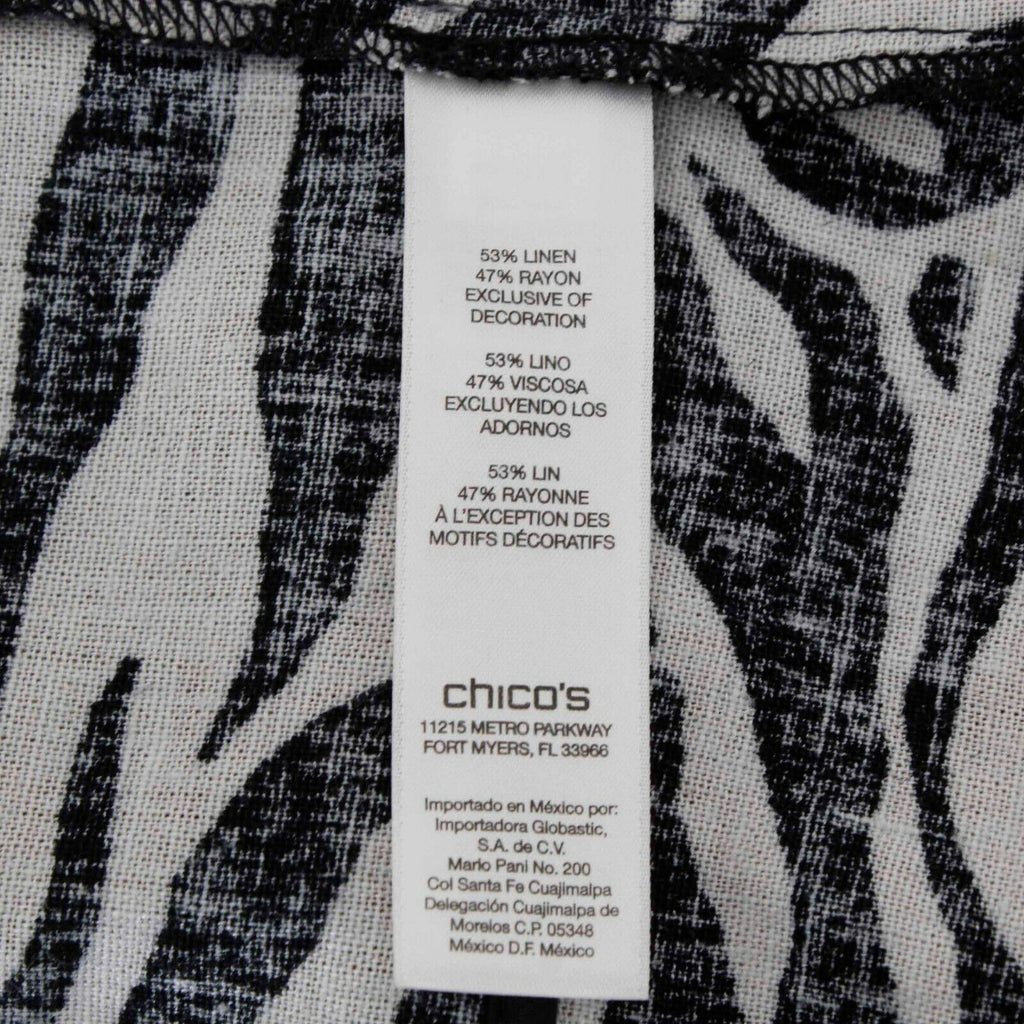 53% LINEN
47% RAYON
EXCLUSIVE OF
DECORATION
53% LINO
47% VISCOSA
EXCLUYENDO LOS
ADORNOS
53% LIN
47% RAYONNE
À L'EXCEPTION DES
MOTIFS DÉCORATIFS
chico's
11215 METRO PARKWAY
FORT MYERS, FL 33966
Importado en México por:
Importadora Globastic,
S.A. de C.V.
Mario Pani No. 200
Col Santa Fe Cuajimalpa
Delegación Cuajimalpa de
Morelos C.P. 05348
México D.F. México